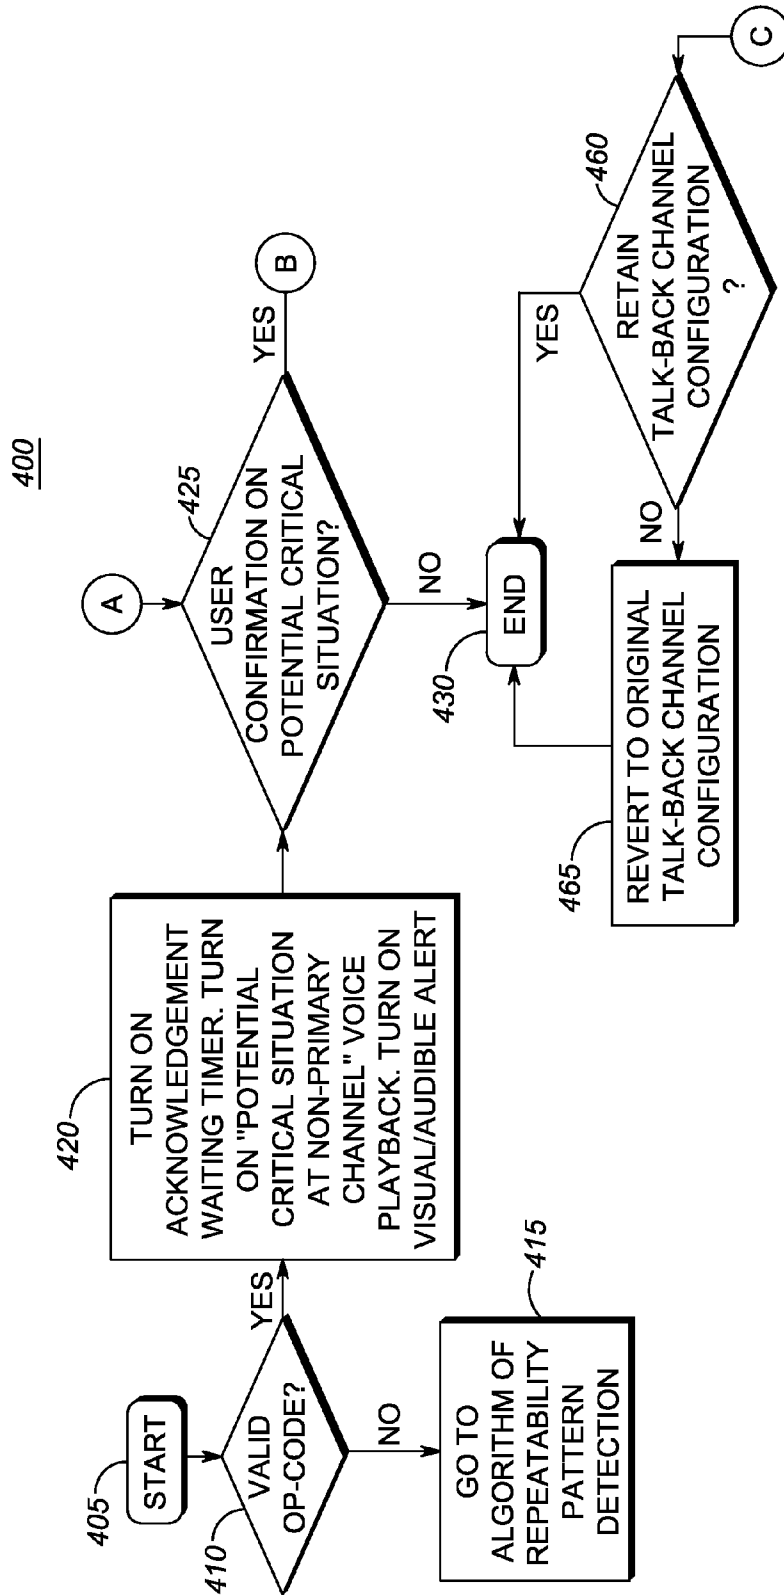 400
405
START
410
VALID
OP-CODE?
YES
NO
GO TO
ALGORITHM OF
REPEATABILITY
PATTERN
DETECTION
415
420
TURN ON
ACKNOWLEDGEMENT
WAITING TIMER. TURN
ON "POTENTIAL
CRITICAL SITUATION
AT NON-PRIMARY
CHANNEL" VOICE
PLAYBACK. TURN ON
VISUAL/AUDIBLE ALERT
A
425
USER
CONFIRMATION ON
POTENTIAL CRITICAL
SITUATION?
YES
B
NO
430
END
YES
460
RETAIN
TALK-BACK CHANNEL
CONFIGURATION
?
C
NO
465
REVERT TO ORIGINAL
TALK-BACK CHANNEL
CONFIGURATION